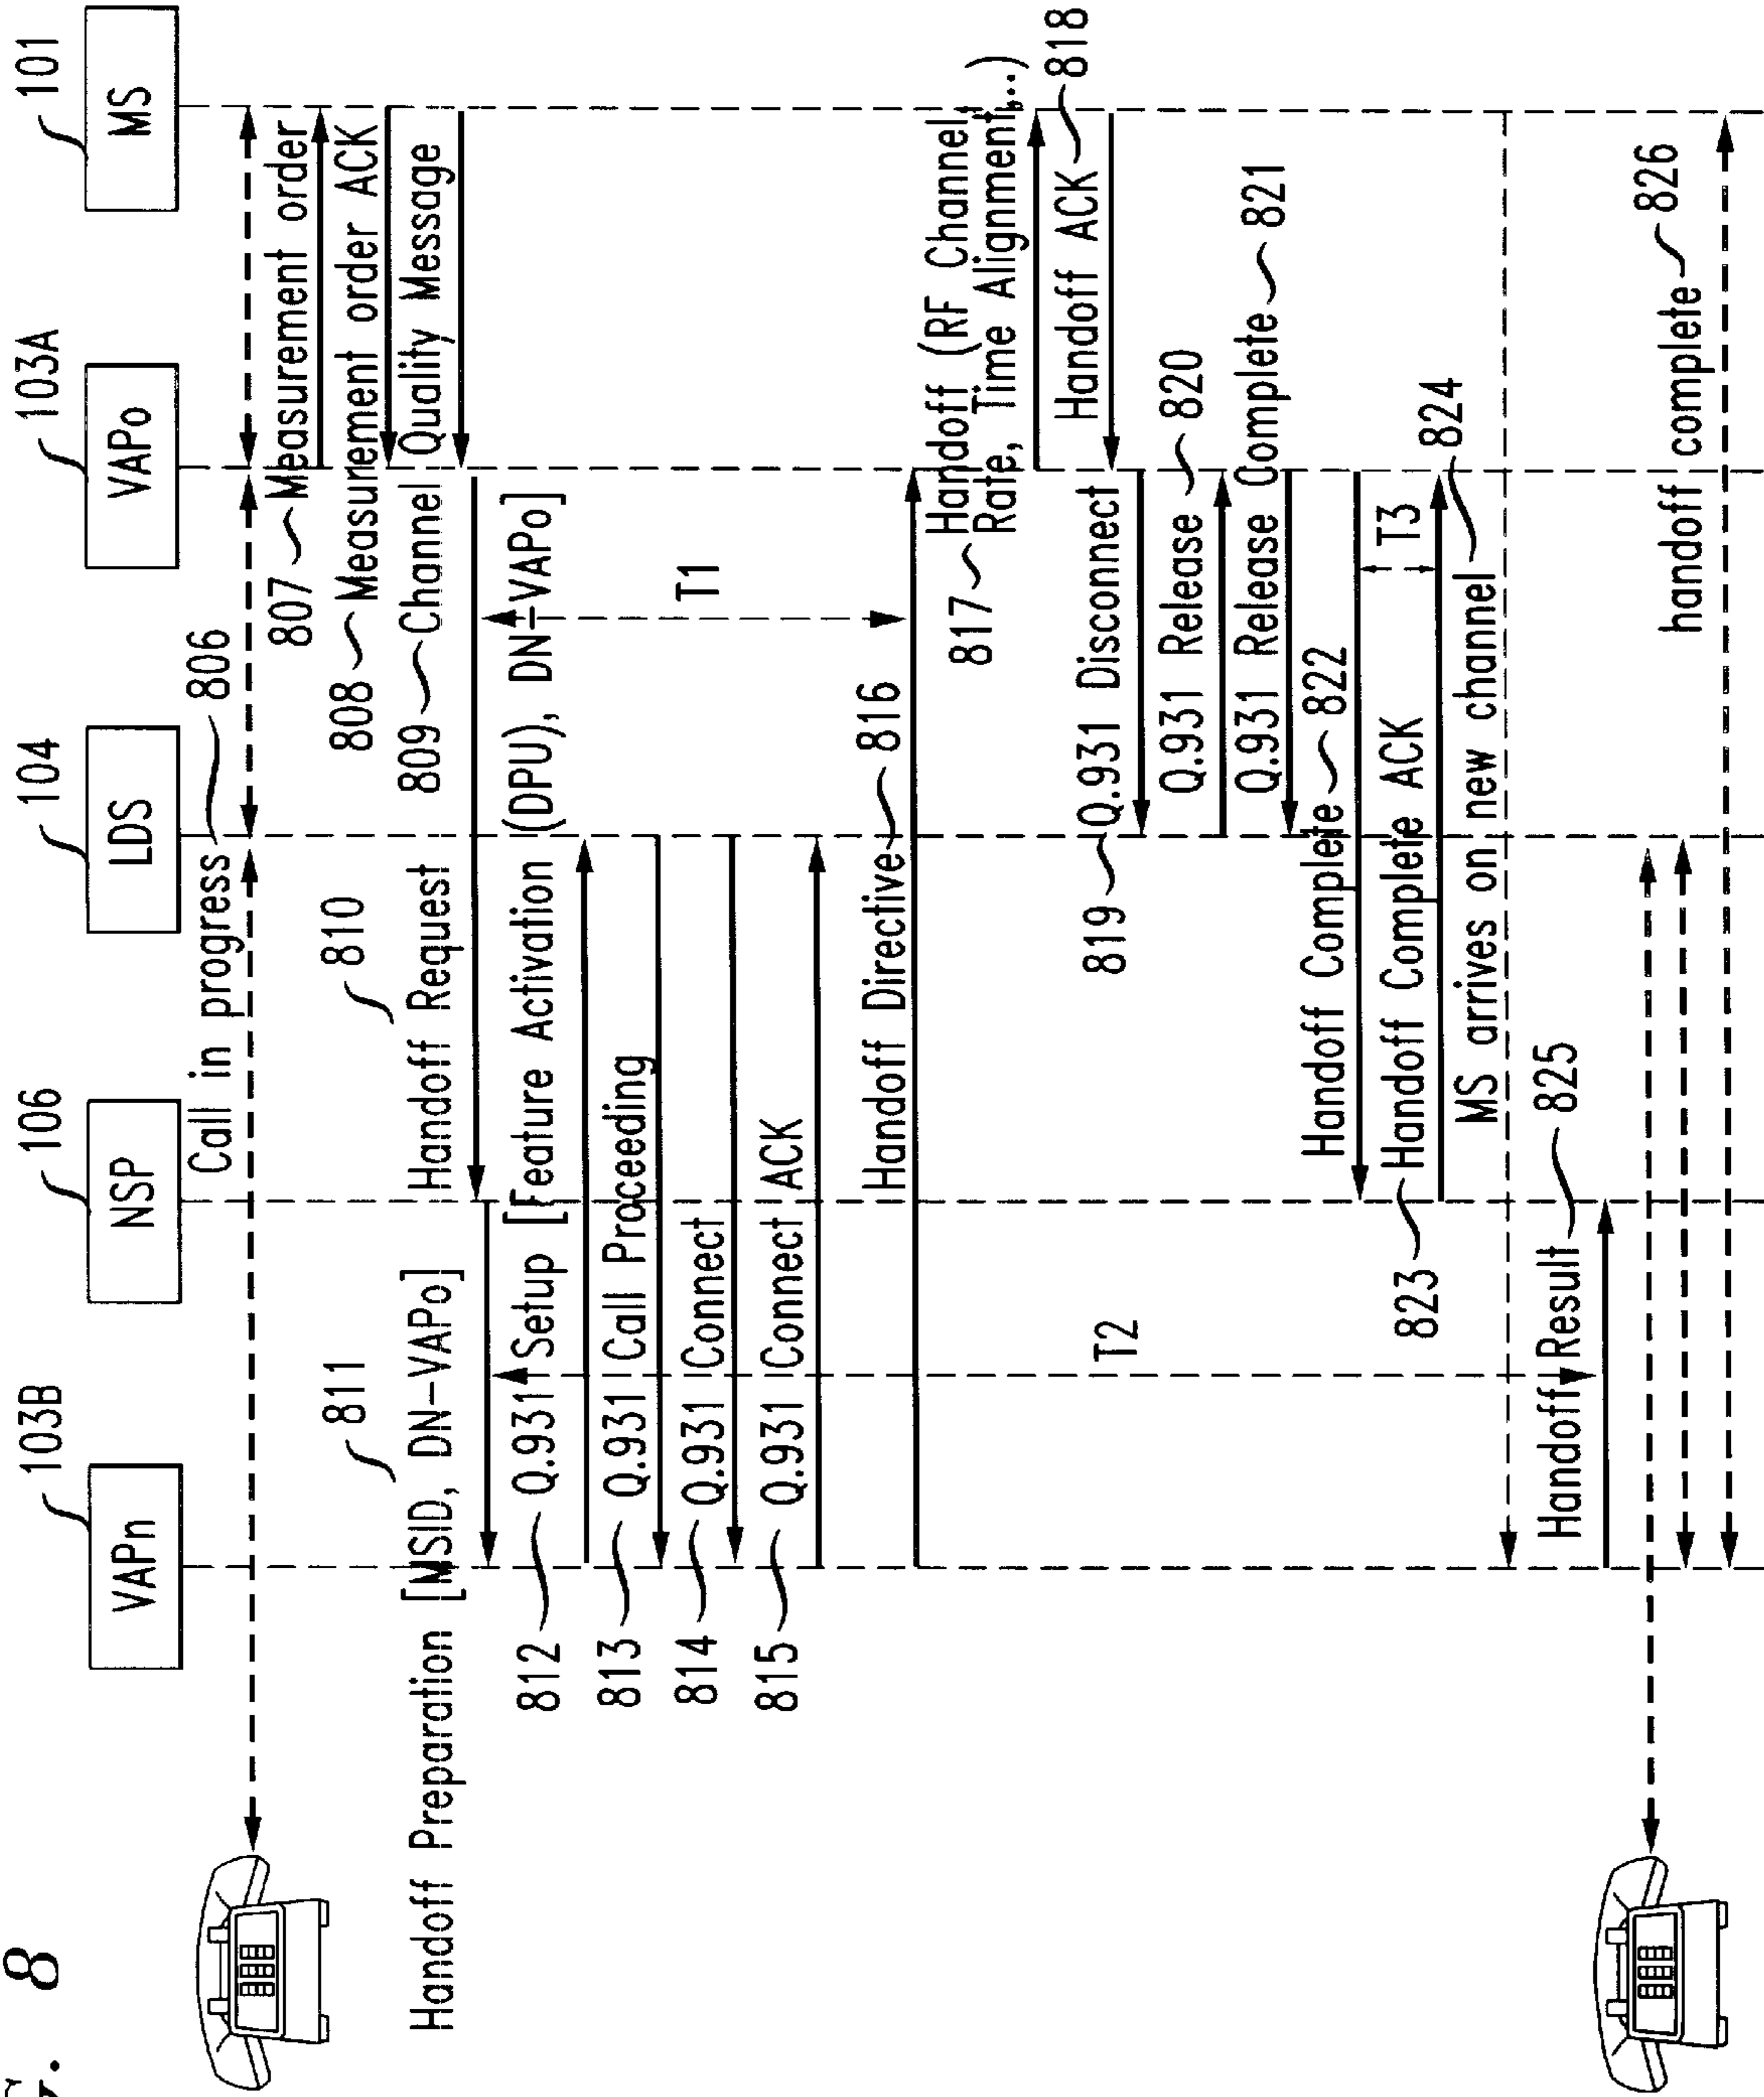 G. 8
103B
106
104
103A
101
VAPn
NSP
LDS
VAPo
MS
Call in progress 806
807 Measurement order
808 Measurement order ACK
809 Channel Quality Message
810
Handoff Request
811
Handoff Preparation [MSID, DN-VAPo]
812 Q.931 Setup [Feature Activation (DPU), DN-VAPo]
813 Q.931 Call Proceeding
814 Q.931 Connect
815 Q.931 Connect ACK
T1
Handoff Directive 816
817 Handoff (RF Channel,
Rate, Time Alignment,..)
Handoff ACK 818
819 Q.931 Disconnect
Q.931 Release 820
Q.931 Release Complete 821
Handoff Complete 822
T3
823 Handoff Complete ACK
MS arrives on new channel 824
T2
Handoff Result 825
handoff complete 826